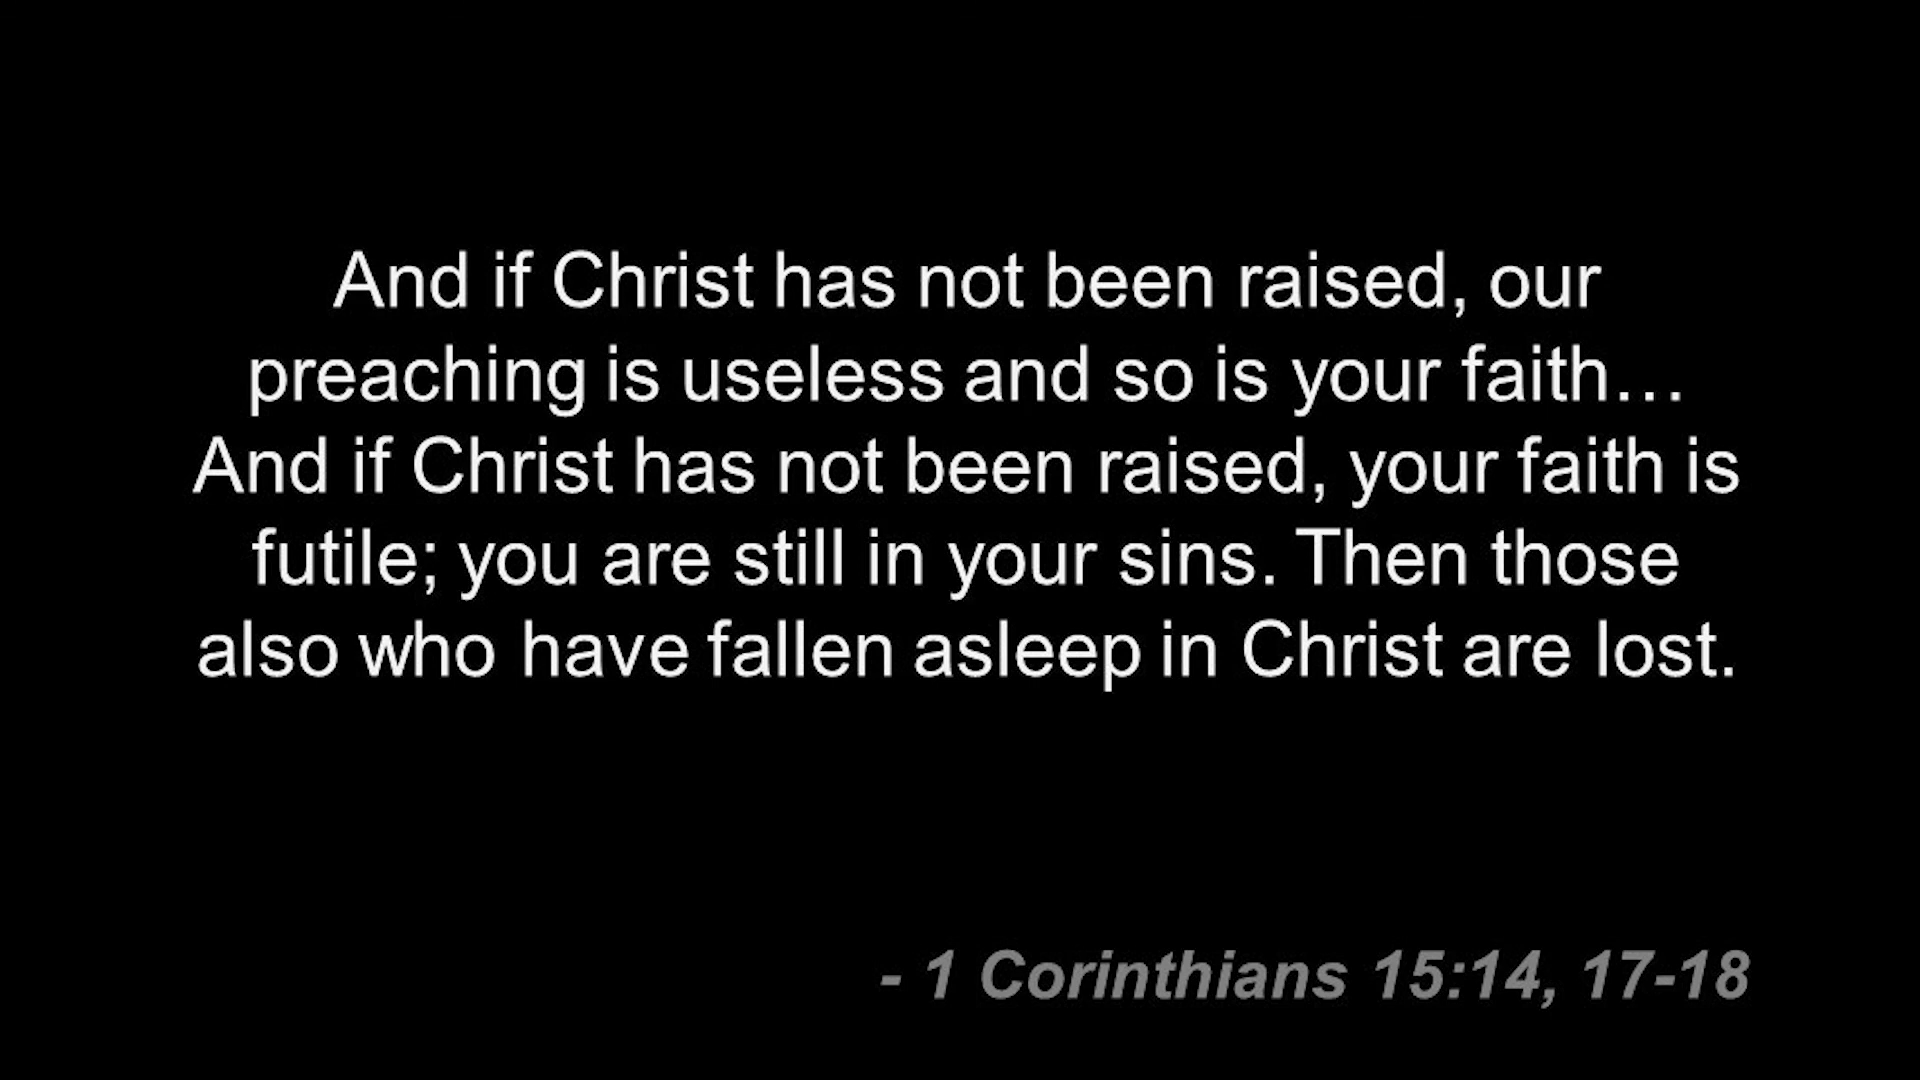 And if Christ has not been raised, our
preaching is useless and so is your faith…
And if Christ has not been raised, your faith is
futile; you are still in your sins. Then those
also who have fallen asleep in Christ are lost.
- 1 Corinthians 15:14, 17-18